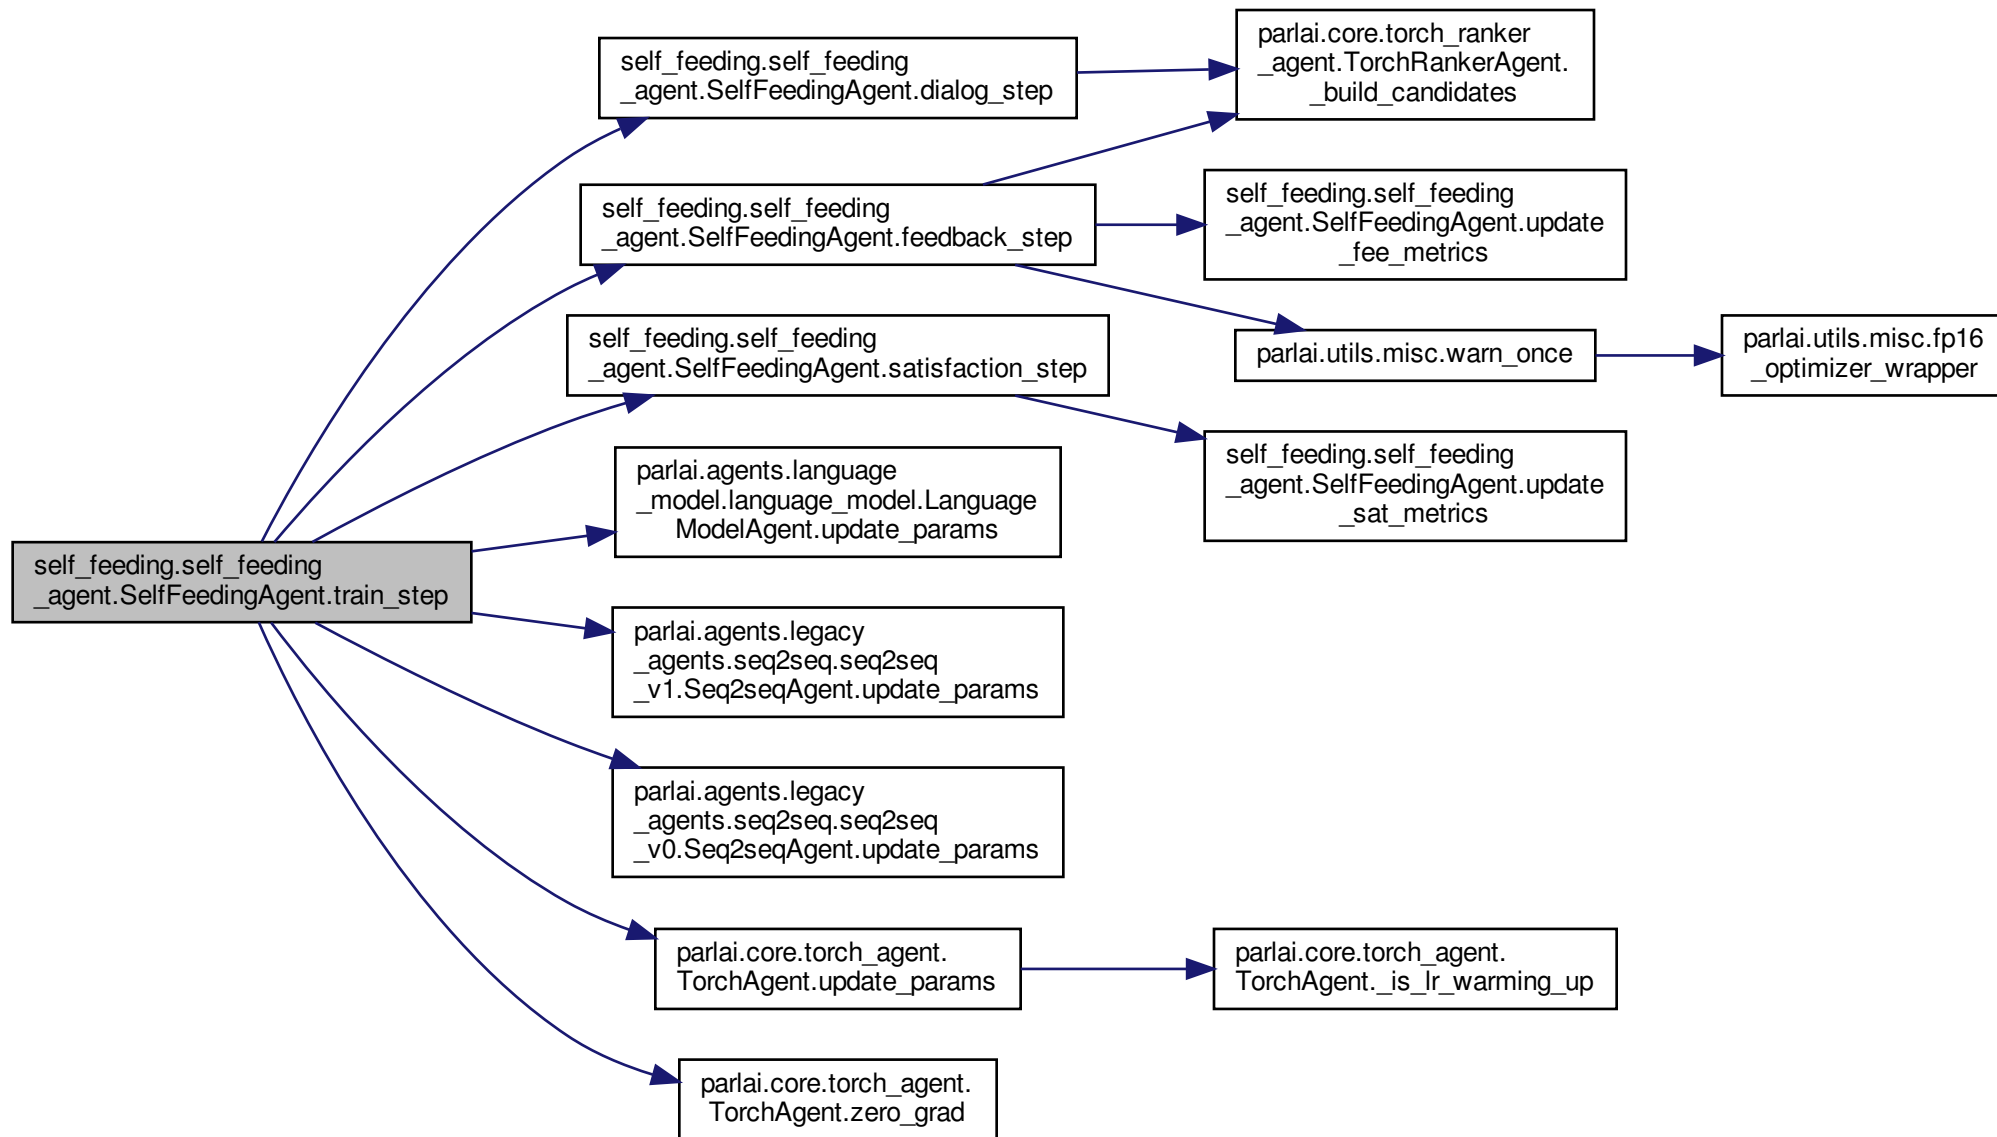 self_feeding.self_feeding
_agent.SelfFeedingAgent.train_step
self_feeding.self_feeding
_agent.SelfFeedingAgent.dialog_step
parlai.core.torch_ranker
_agent.TorchRankerAgent.
_build_candidates
self_feeding.self_feeding
_agent.SelfFeedingAgent.feedback_step
self_feeding.self_feeding
_agent.SelfFeedingAgent.update
_fee_metrics
parlai.utils.misc.warn_once
parlai.utils.misc.fp16
_optimizer_wrapper
self_feeding.self_feeding
_agent.SelfFeedingAgent.satisfaction_step
self_feeding.self_feeding
_agent.SelfFeedingAgent.update
_sat_metrics
parlai.agents.language
_model.language_model.Language
ModelAgent.update_params
parlai.agents.legacy
_agents.seq2seq.seq2seq
_v1.Seq2seqAgent.update_params
parlai.agents.legacy
_agents.seq2seq.seq2seq
_v0.Seq2seqAgent.update_params
parlai.core.torch_agent.
TorchAgent.update_params
parlai.core.torch_agent.
TorchAgent._is_lr_warming_up
parlai.core.torch_agent.
TorchAgent.zero_grad